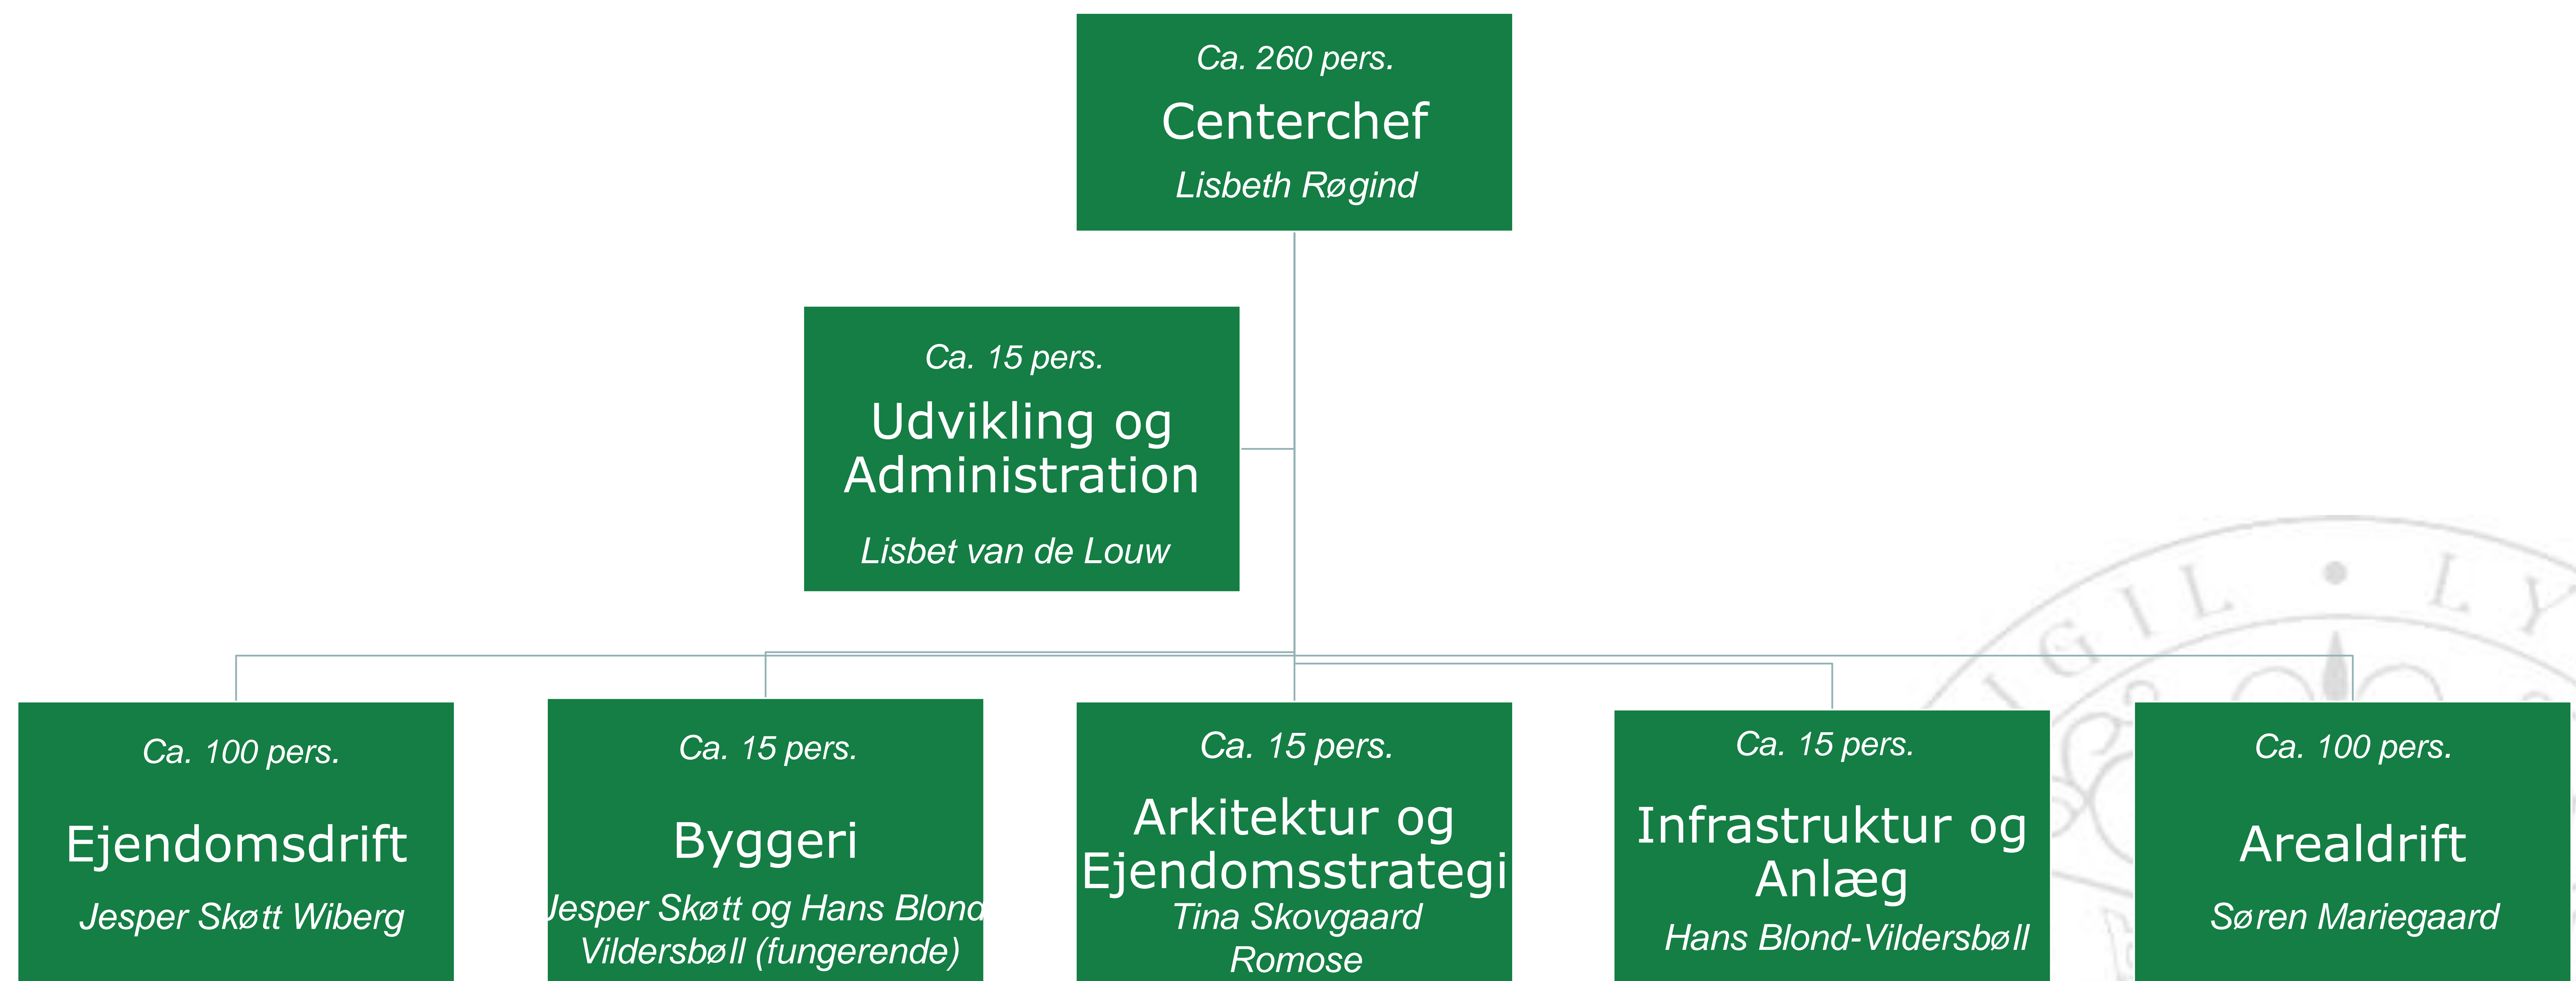 Ca. 260 pers.
Centerchef
Lisbeth Røgind
Ca. 15 pers.
Udvikling og
Administration
Lisbet van de Louw
Ca. 100 pers.
Ejendomsdrift
Jesper Skøtt Wiberg
Ca. 15 pers.
Byggeri
Jesper Skøtt og Hans Blond
Vildersbøll (fungerende)
Ca. 15 pers.
Arkitektur og
Ejendomsstrategi
Tina Skovgaard
Romose
Ca. 15 pers.
Infrastruktur og
Anlæg
Hans Blond-Vildersbøll
Ca. 100 pers.
Arealdrift
Søren Mariegaard
IGIL • LY